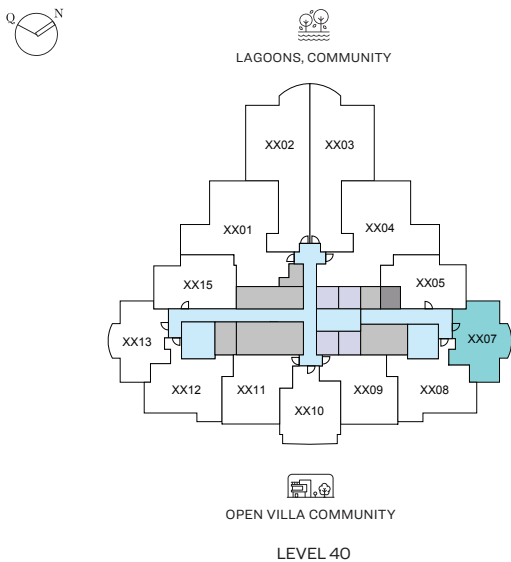 Q N
LAGOONS, COMMUNITY
XX02 XX03
XX01 XX04
XX15 XX05
XX13 XX07
XX12 XX11 XX09 XX08
XX10
OPEN VILLA COMMUNITY
LEVEL 40